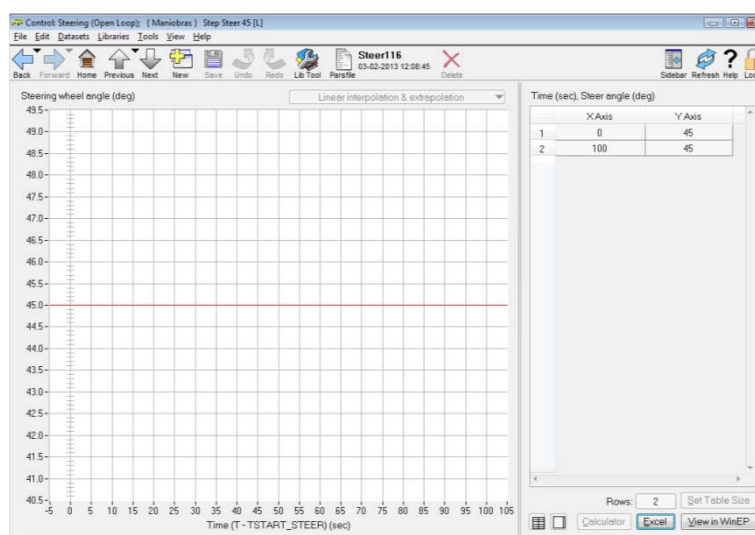 Control: Steering (Open Loop); { Maniobras } Step Steer 45 [L]
File Edit Datasets Libraries Tools View Help
Back Forward Home Previous Next New Save Undo Redo Lib Tool Parsfile
Steer116
03-02-2013 12:08:45
Delete
Sidebar Refresh Help Loc
Steering wheel angle (deg)
Linear interpolation & extrapolation
Time (sec), Steer angle (deg)
X Axis Y Axis
1 0 45
2 100 45
49.5
49.0
48.5
48.0
47.5
47.0
46.5
46.0
45.5
45.0
44.5
44.0
43.5
43.0
42.5
42.0
41.5
41.0
40.5
-5 0 5 10 15 20 25 30 35 40 45 50 55 60 65 70 75 80 85 90 95 100 105
Time (T - TSTART_STEER) (sec)
Rows: 2 Set Table Size
Calculator Excel View in WinEP